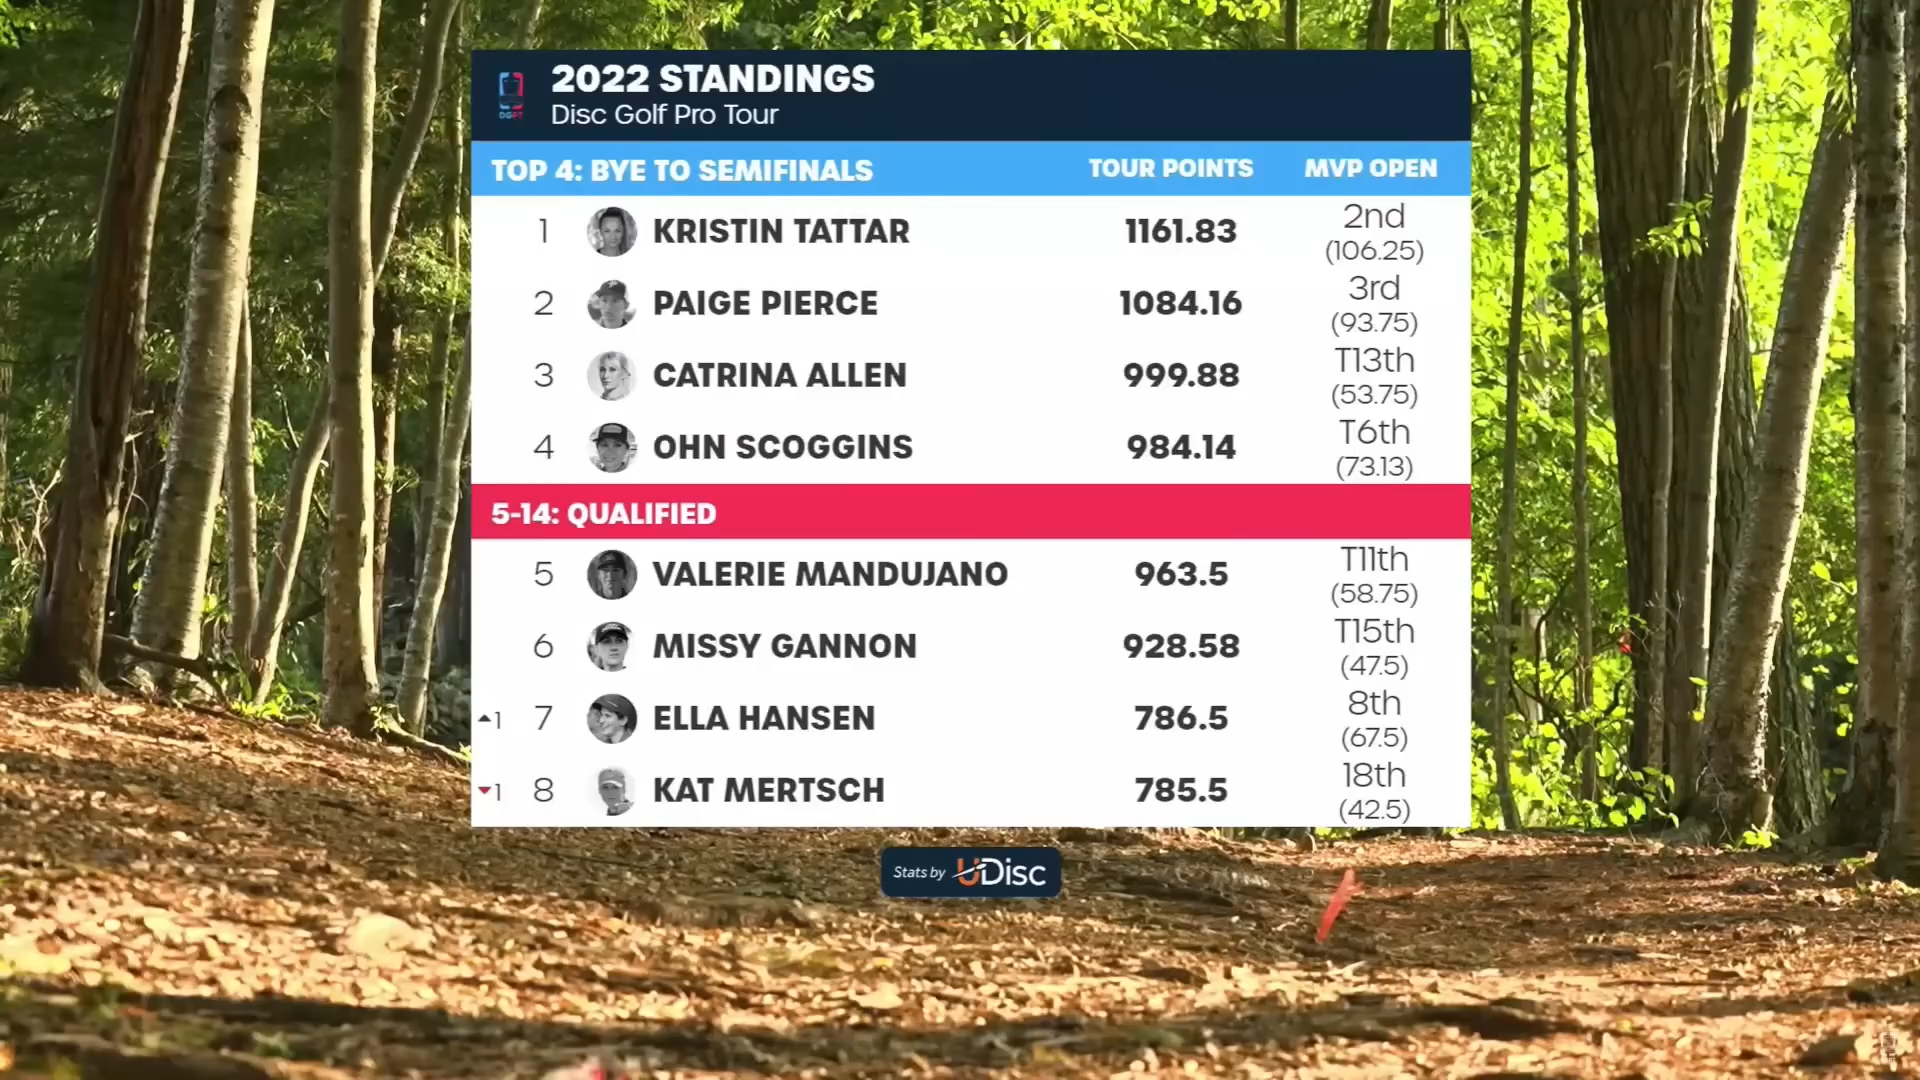 2022 STANDINGS
Disc Golf Pro Tour
DGPT
TOP 4: BYE TO SEMIFINALS TOUR POINTS MVP OPEN
1 KRISTIN TATTAR 1161.83 2nd (106.25)
2 PAIGE PIERCE 1084.16 3rd (93.75)
3 CATRINA ALLEN 999.88 T13th (53.75)
4 OHN SCOGGINS 984.14 T6th (73.13)
5-14: QUALIFIED
5 VALERIE MANDUJANO 963.5 T11th (58.75)
6 MISSY GANNON 928.58 T15th (47.5)
▲1 7 ELLA HANSEN 786.5 8th (67.5)
▼1 8 KAT MERTSCH 785.5 18th (42.5)
Stats by UDisc